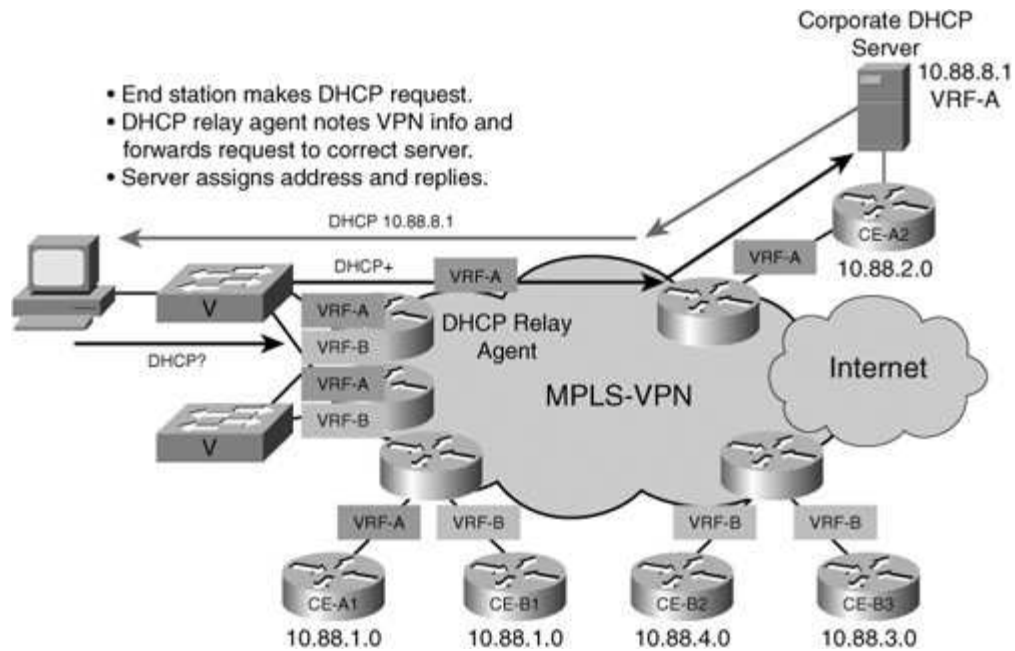 Corporate DHCP
Server
10.88.8.1
VRF-A
• End station makes DHCP request.
• DHCP relay agent notes VPN info and
forwards request to correct server.
• Server assigns address and replies.
DHCP 10.88.8.1
CE-A2
10.88.2.0
DHCP+
VRF-A
VRF-A
V
VRF-A
VRF-B
DHCP Relay
Agent
DHCP?
VRF-A
VRF-B
V
MPLS-VPN
Internet
VRF-A
VRF-B
VRF-B
VRF-B
CE-A1
CE-B1
CE-B2
CE-B3
10.88.1.0
10.88.1.0
10.88.4.0
10.88.3.0